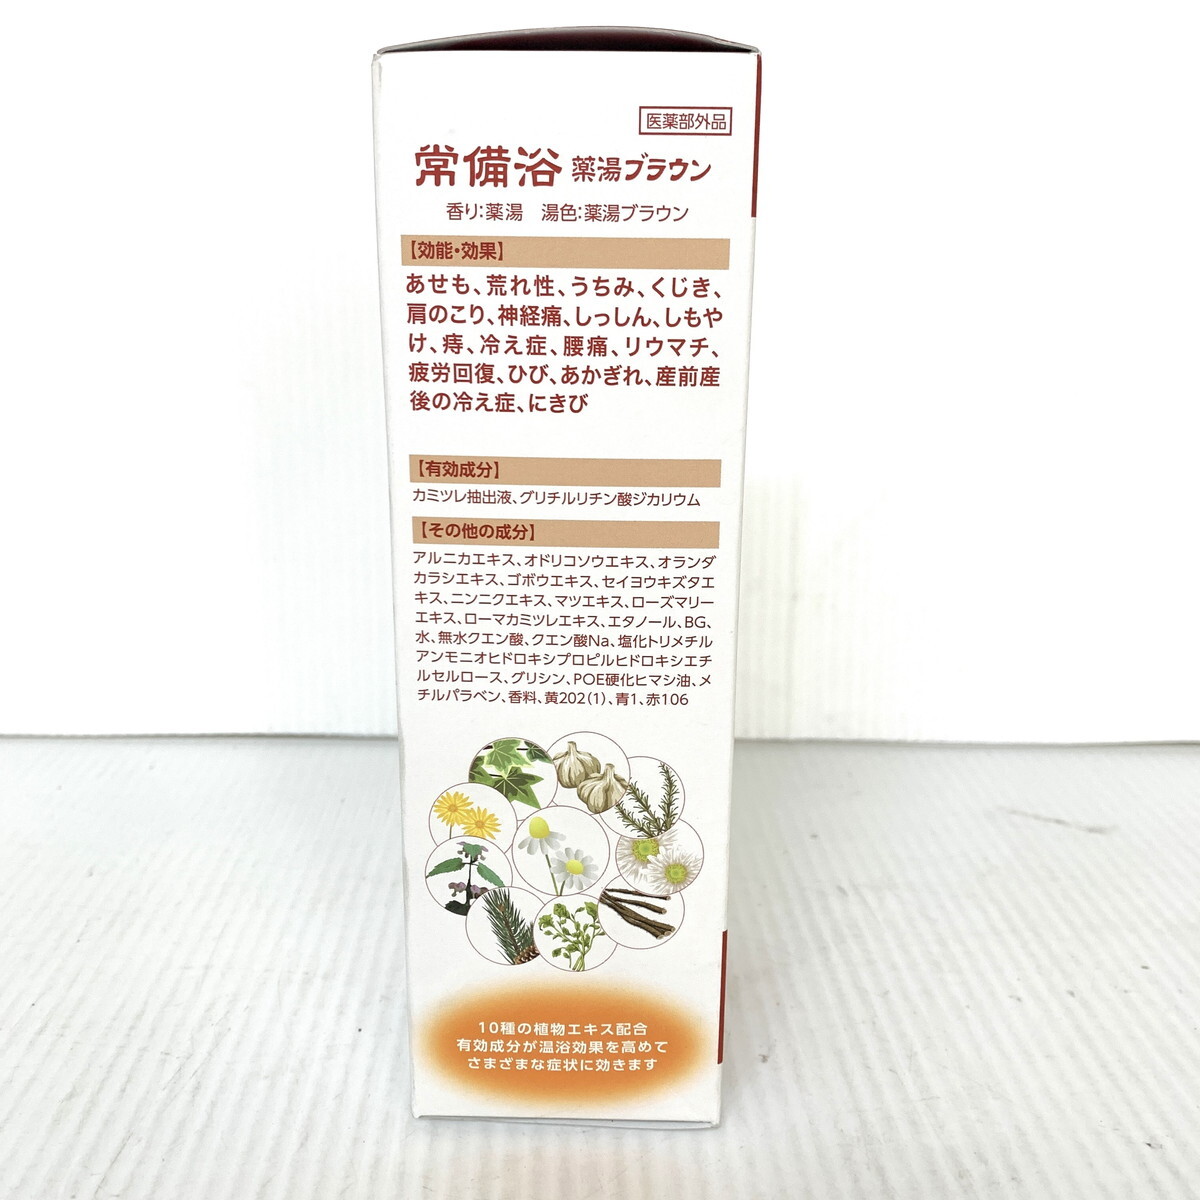 医薬部外品
常備浴 薬湯ブラウン
香り:薬湯　湯色:薬湯ブラウン
【効能・効果】
あせも、荒れ性、うちみ、くじき、
肩のこり、神経痛、しっしん、しもや
け、痔、冷え症、腰痛、リウマチ、
疲労回復、ひび、あかぎれ、産前産
後の冷え症、にきび
【有効成分】
カミツレ抽出液、グリチルリチン酸ジカリウム
【その他の成分】
アルニカエキス、オドリコソウエキス、オランダ
カラシエキス、ゴボウエキス、セイヨウキズタエ
キス、ニンニクエキス、マツエキス、ローズマリー
エキス、ローマカミツレエキス、エタノール、BG、
水、無水クエン酸、クエン酸Na、塩化トリメチル
アンモニオヒドロキシプロピルヒドロキシエチ
ルセルロース、グリシン、POE硬化ヒマシ油、メ
チルパラベン、香料、黄202(1)、青1、赤106
10種の植物エキス配合
有効成分が温浴効果を高めて
さまざまな症状に効きます